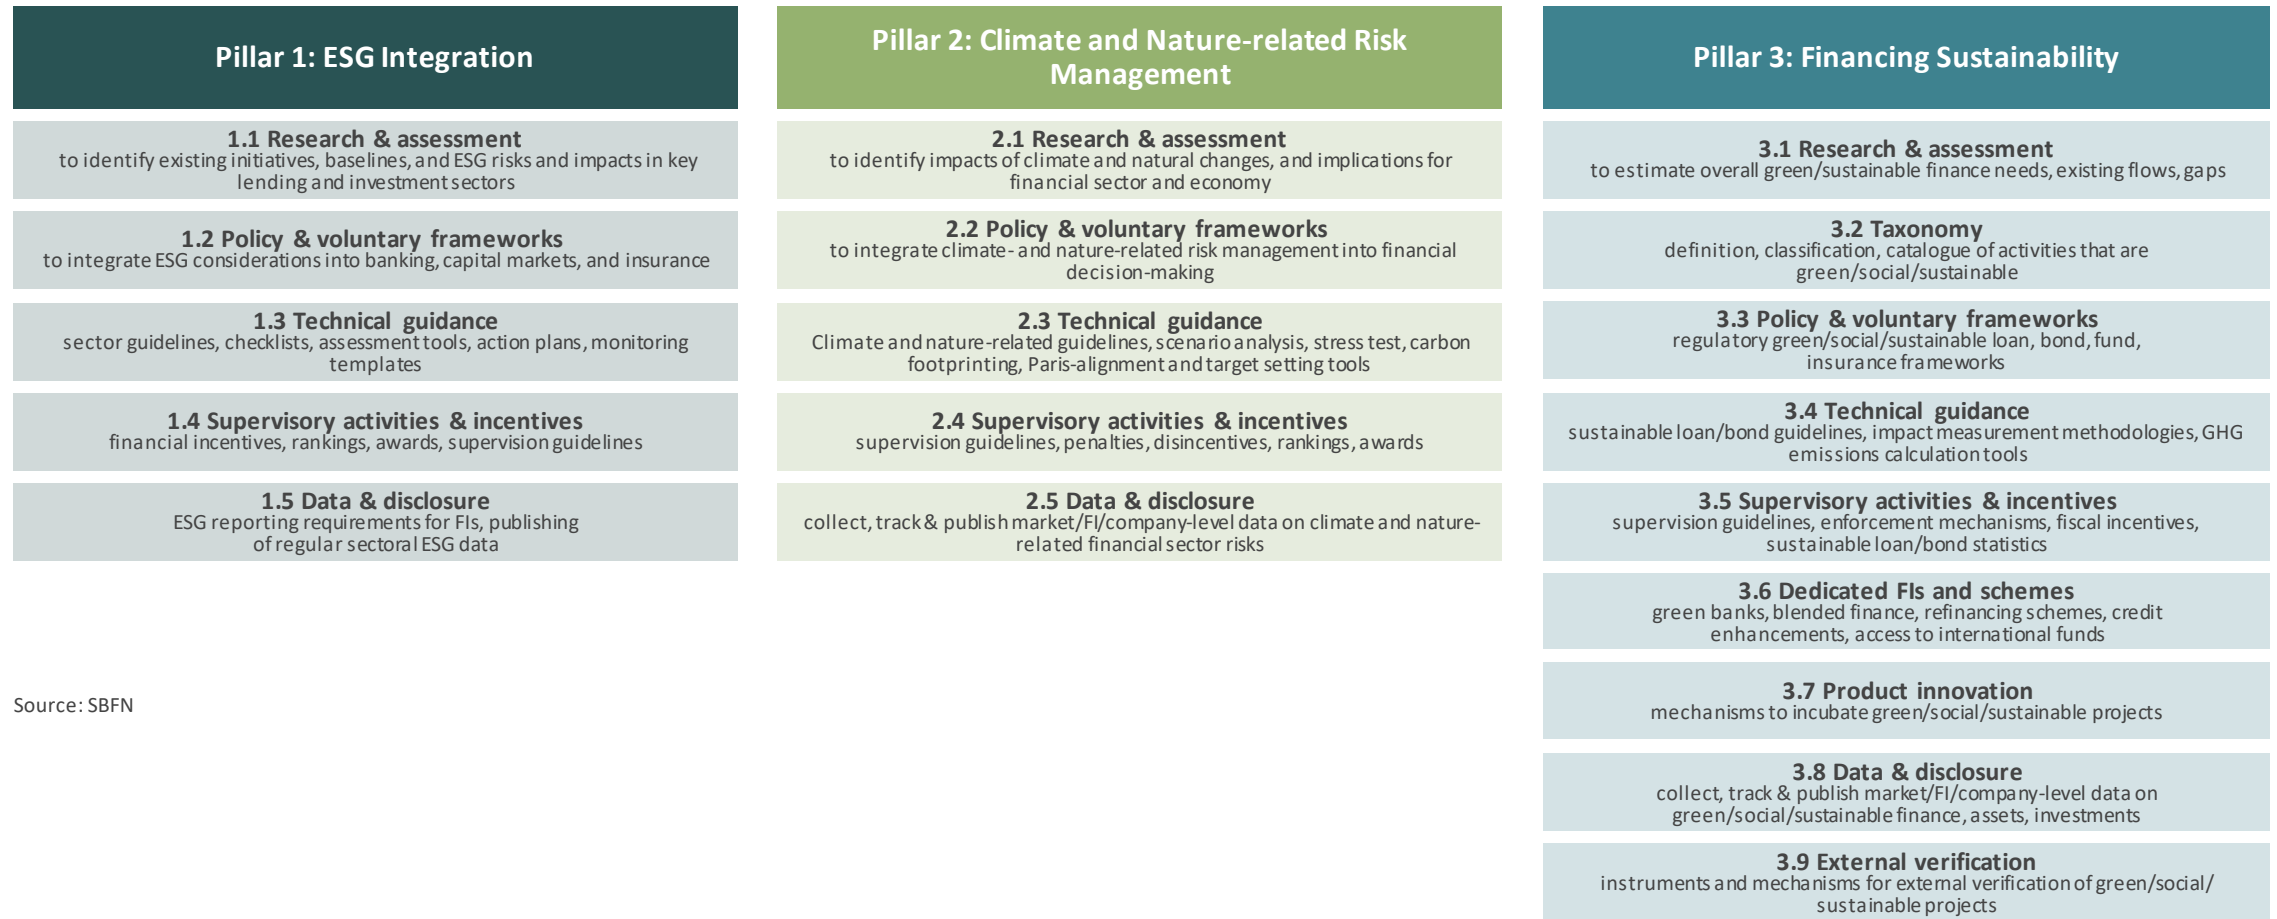 Pillar 1: ESG Integration
1.1 Research & assessment
to identify existing initiatives, baselines, and ESG risks and impacts in key
lending and investment sectors
1.2 Policy & voluntary frameworks
to integrate ESG considerations into banking, capital markets, and insurance
1.3 Technical guidance
sector guidelines, checklists, assessment tools, action plans, monitoring
templates
1.4 Supervisory activities & incentives
financial incentives, rankings, awards, supervision guidelines
1.5 Data & disclosure
ESG reporting requirements for FIs, publishing
of regular sectoral ESG data
Source: SBFN
Pillar 2: Climate and Nature-related Risk
Management
2.1 Research & assessment
to identify impacts of climate and natural changes, and implications for
financial sector and economy
2.2 Policy & voluntary frameworks
to integrate climate- and nature-related risk management into financial
decision-making
2.3 Technical guidance
Climate and nature-related guidelines, scenario analysis, stress test, carbon
footprinting, Paris-alignment and target setting tools
2.4 Supervisory activities & incentives
supervision guidelines, penalties, disincentives, rankings, awards
2.5 Data & disclosure
collect, track & publish market/FI/company-level data on climate and nature-
related financial sector risks
Pillar 3: Financing Sustainability
3.1 Research & assessment
to estimate overall green/sustainable finance needs, existing flows, gaps
3.2 Taxonomy
definition, classification, catalogue of activities that are
green/social/sustainable
3.3 Policy & voluntary frameworks
regulatory green/social/sustainable loan, bond, fund,
insurance frameworks
3.4 Technical guidance
sustainable loan/bond guidelines, impact measurement methodologies, GHG
emissions calculation tools
3.5 Supervisory activities & incentives
supervision guidelines, enforcement mechanisms, fiscal incentives,
sustainable loan/bond statistics
3.6 Dedicated FIs and schemes
green banks, blended finance, refinancing schemes, credit
enhancements, access to international funds
3.7 Product innovation
mechanisms to incubate green/social/sustainable projects
3.8 Data & disclosure
collect, track & publish market/FI/company-level data on
green/social/sustainable finance, assets, investments
3.9 External verification
instruments and mechanisms for external verification of green/social/
sustainable projects